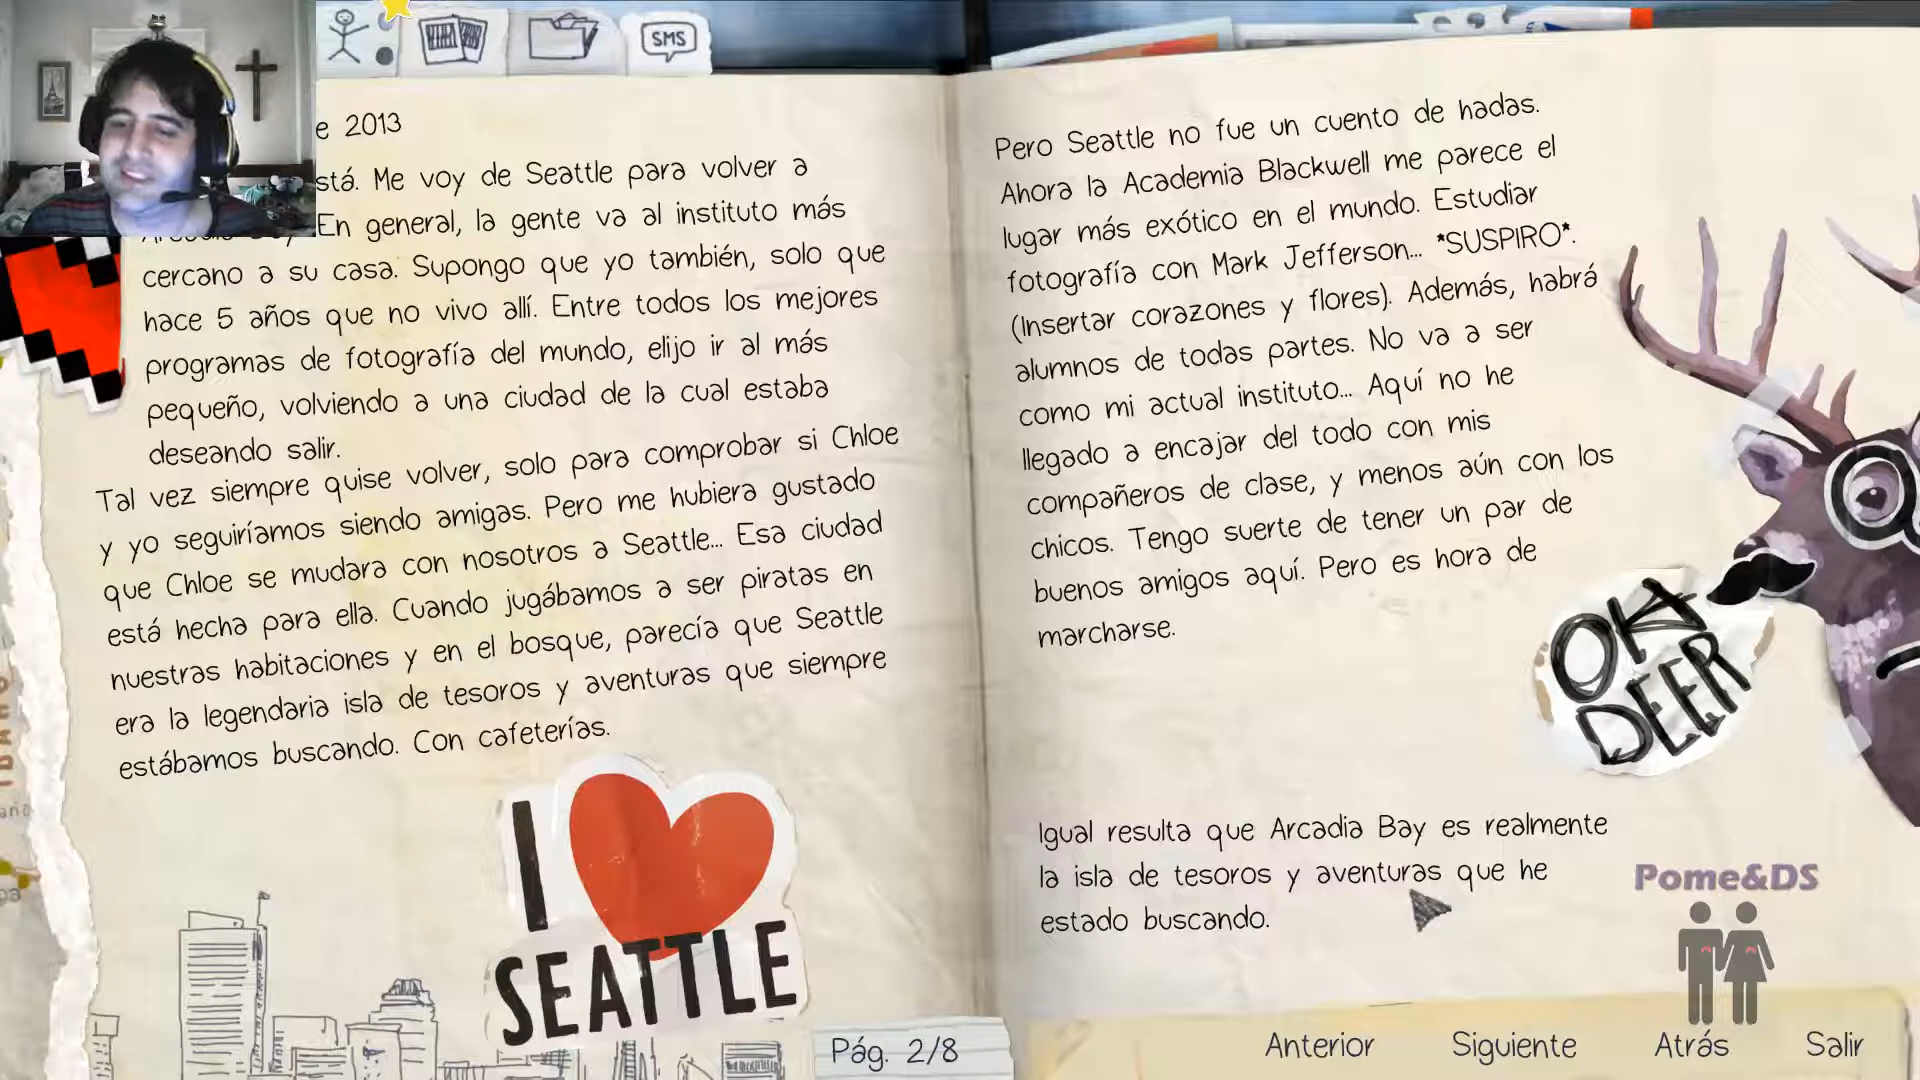 SMS
e 2013
stá. Me voy de Seattle para volver a
En general, la gente va al instituto más
cercano a su casa. Supongo que yo también, solo que
hace 5 años que no vivo allí. Entre todos los mejores
programas de fotografía del mundo, elijo ir al más
pequeño, volviendo a una ciudad de la cual estaba
deseando salir.
Tal vez siempre quise volver, solo para comprobar si Chloe
y yo seguiríamos siendo amigas. Pero me hubiera gustado
que Chloe se mudara con nosotros a Seattle... Esa ciudad
está hecha para ella. Cuando jugábamos a ser piratas en
nuestras habitaciones y en el bosque, parecía que Seattle
era la legendaria isla de tesoros y aventuras que siempre
estábamos buscando. Con cafeterías.
I
SEATTLE
Pág. 2/8
Pero Seattle no fue un cuento de hadas.
Ahora la Academia Blackwell me parece el
lugar más exótico en el mundo. Estudiar
fotografía con Mark Jefferson... *SUSPIRO*.
(Insertar corazones y flores). Además, habrá
alumnos de todas partes. No va a ser
como mi actual instituto... Aquí no he
llegado a encajar del todo con mis
compañeros de clase, y menos aún con los
chicos. Tengo suerte de tener un par de
buenos amigos aquí. Pero es hora de
marcharse.
OKI
DEER
Igual resulta que Arcadia Bay es realmente
la isla de tesoros y aventuras que he
estado buscando.
Pome&DS
Anterior Siguiente Atrás Salir